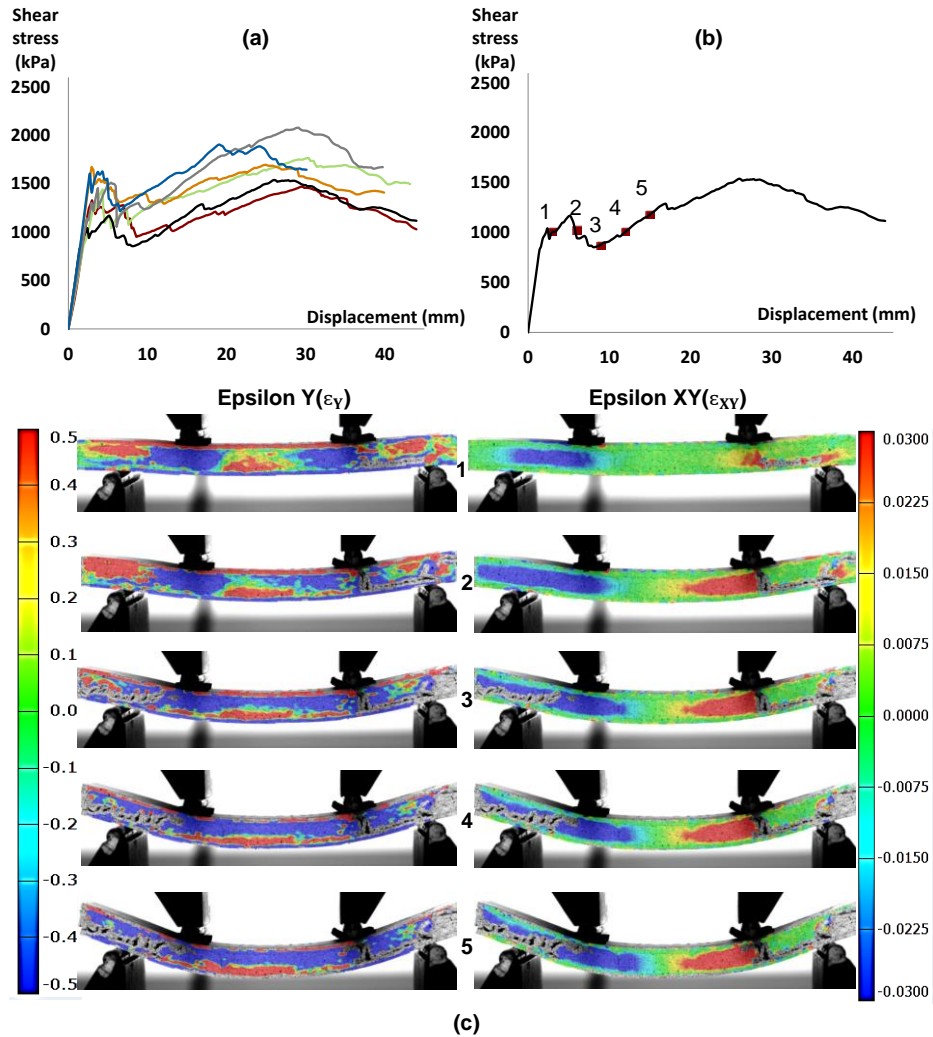 Shear
stress
(kPa)
(a)
2500
2000
1500
1000
500
0
0 10 20 30 40
Displacement (mm)
Shear
stress
(kPa)
(b)
2500
2000
1500
1000
500
0
1 2 3 4 5
0 10 20 30 40
Displacement (mm)
Epsilon Y(εY)
Epsilon XY(εXY)
0.5
0.4
0.3
0.2
0.1
0.0
-0.1
-0.2
-0.3
-0.4
-0.5
1
2
3
4
5
0.0300
0.0225
0.0150
0.0075
0.0000
-0.0075
-0.0150
-0.0225
-0.0300
(c)